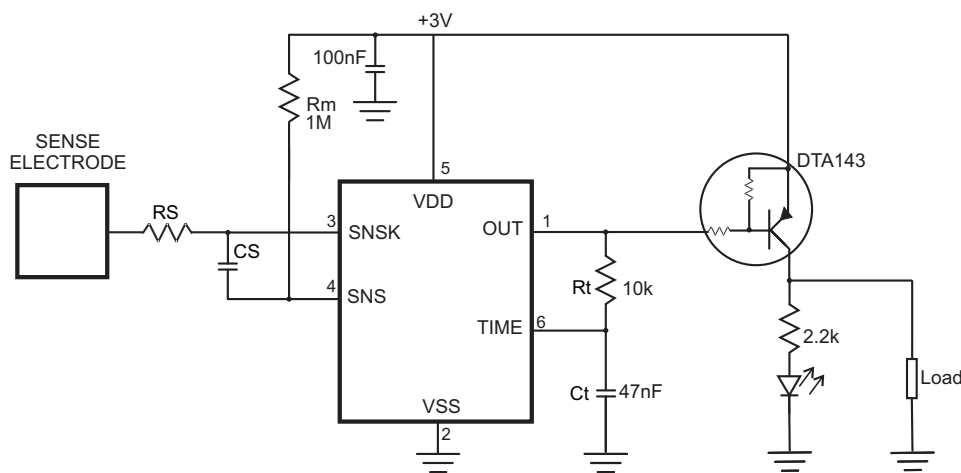 +3V
100nF
Rm
1M
SENSE
ELECTRODE
DTA143
5
VDD
RS
3
SNSK
OUT
1
CS
4
SNS
Rt
10k
TIME
6
2.2k
Ct
47nF
Load
VSS
2